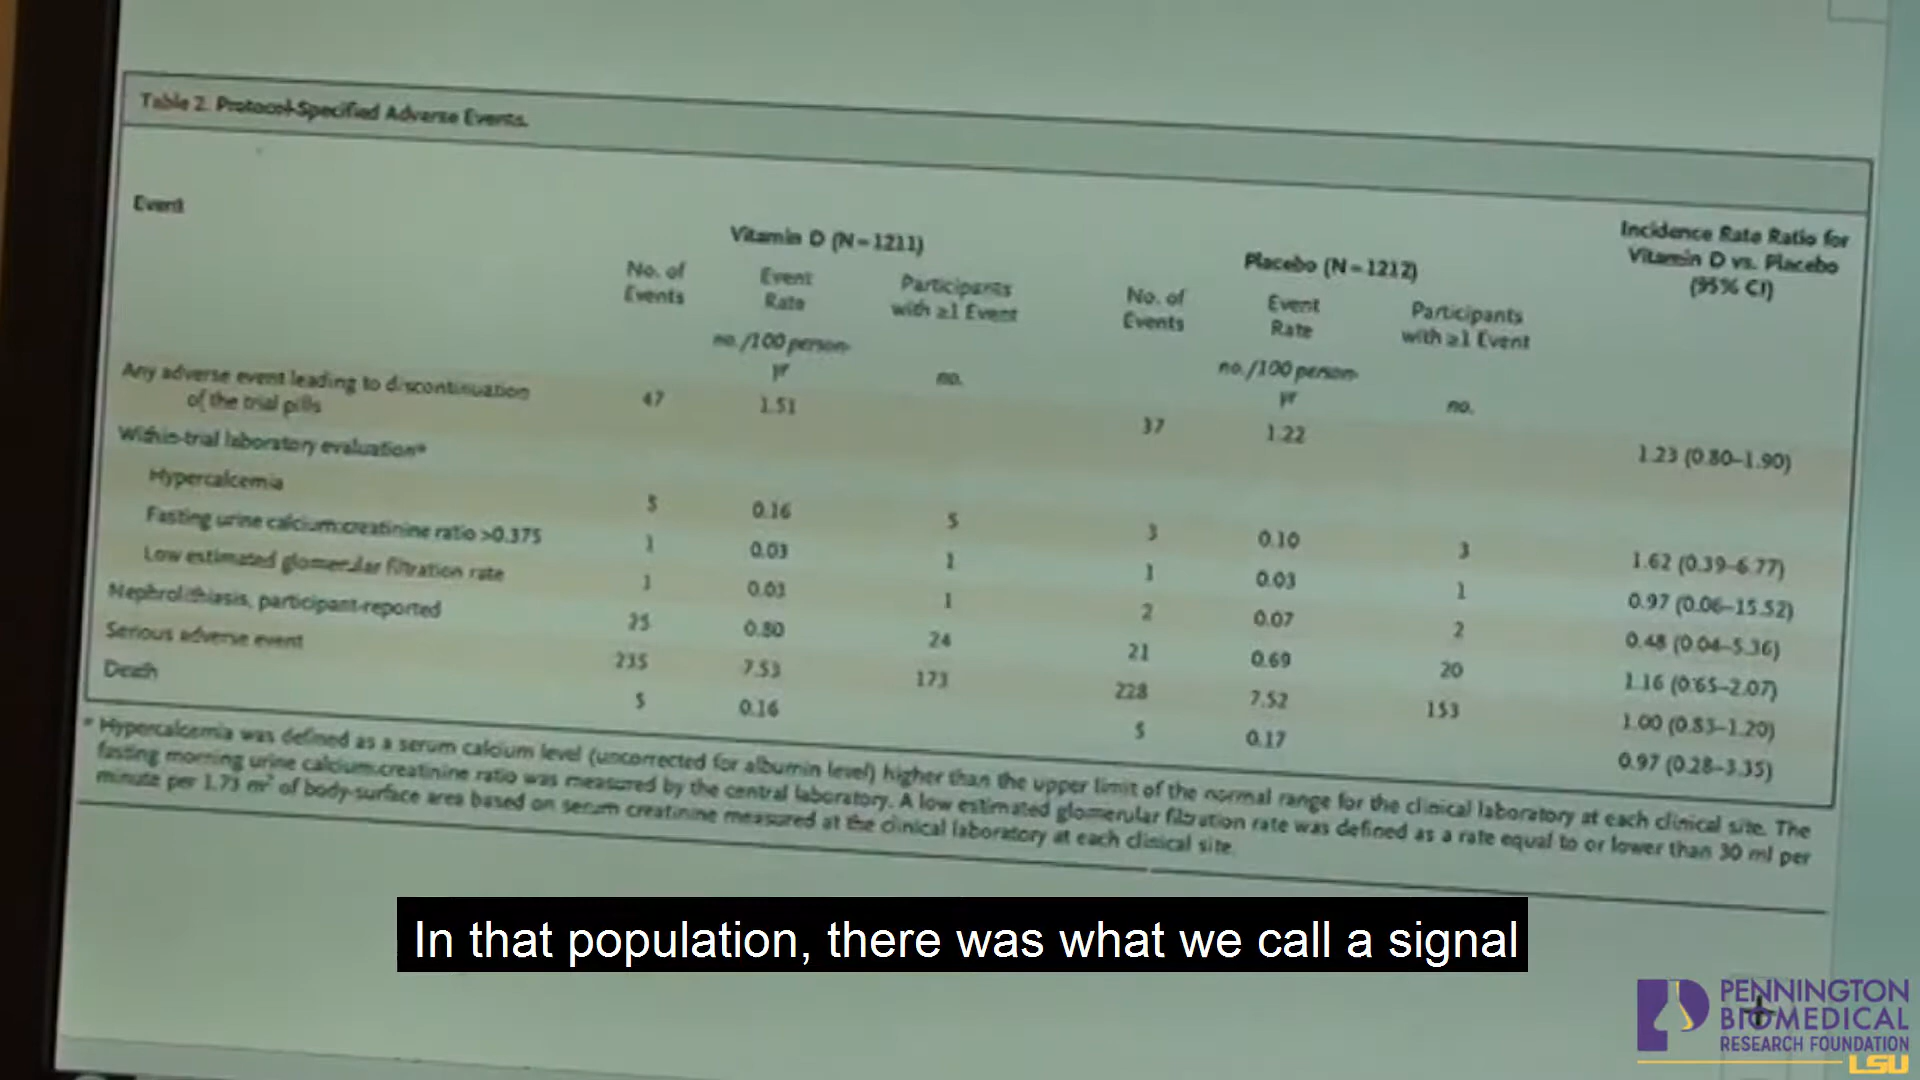 Table 2. Protocol-Specified Adverse Events.
Event
Vitamin D (N=1211)
Placebo (N=1212)
Incidence Rate Ratio for
Vitamin D vs. Placebo
(95% CI)
No. of
Events
Event
Rate
Participants
with ≥1 Event
No. of
Events
Event
Rate
Participants
with ≥1 Event
no./100 person-
yr
no.
no./100 person-
yr
no.
Any adverse event leading to discontinuation
of the trial pills
47 1.51 37 1.22 1.23 (0.80–1.90)
Within-trial laboratory evaluation*
Hypercalcemia 5 0.16 5 3 0.10 3 1.62 (0.39–6.77)
Fasting urine calcium:creatinine ratio >0.375 1 0.03 1 1 0.03 1 0.97 (0.06–15.52)
Low estimated glomerular filtration rate 1 0.03 1 2 0.07 2 0.48 (0.04–5.36)
Nephrolithiasis, participant-reported 25 0.80 24 21 0.69 20 1.16 (0.65–2.07)
Serious adverse event 235 7.53 173 228 7.52 153 1.00 (0.83–1.20)
Death 5 0.16 5 0.17 0.97 (0.28–3.35)
* Hypercalcemia was defined as a serum calcium level (uncorrected for albumin level) higher than the upper limit of the normal range for the clinical laboratory at each clinical site. The
fasting morning urine calcium:creatinine ratio was measured by the central laboratory. A low estimated glomerular filtration rate was defined as a rate equal to or lower than 30 ml per
minute per 1.73 m² of body-surface area based on serum creatinine measured at the clinical laboratory at each clinical site.
In that population, there was what we call a signal
PENNINGTON
BIOMEDICAL
RESEARCH FOUNDATION
LSU